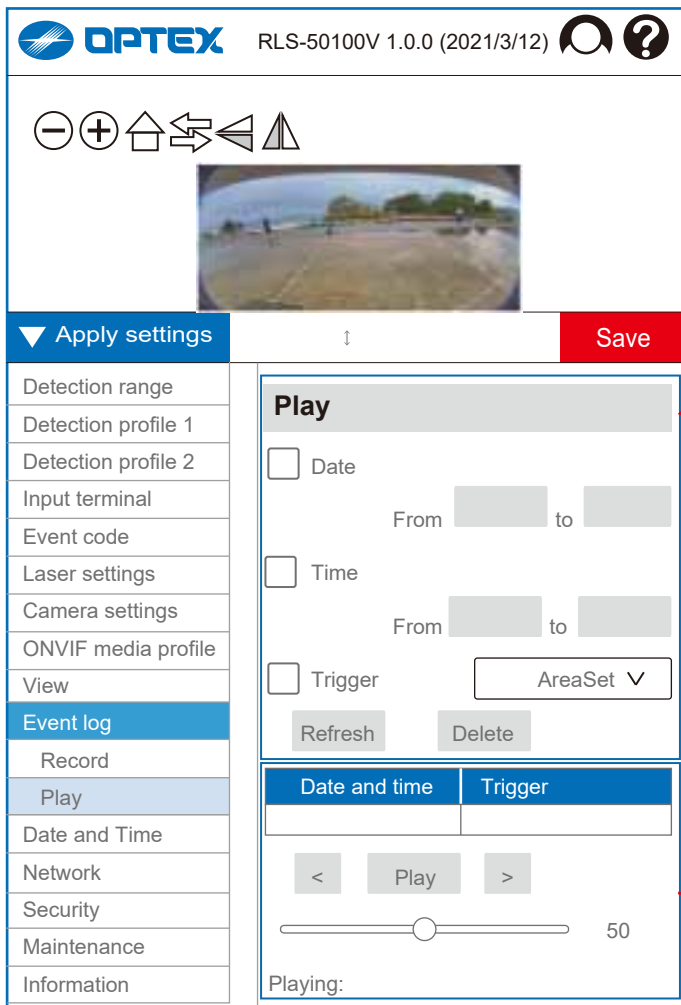 OPTEX RLS-50100V 1.0.0 (2021/3/12) ?
Apply settings
Save
Detection range
Detection profile 1
Detection profile 2
Input terminal
Event code
Laser settings
Camera settings
ONVIF media profile
View
Event log
Record
Play
Date and Time
Network
Security
Maintenance
Information
Play
Date
From to
Time
From to
Trigger AreaSet
Refresh Delete
Date and time Trigger
< Play >
50
Playing: